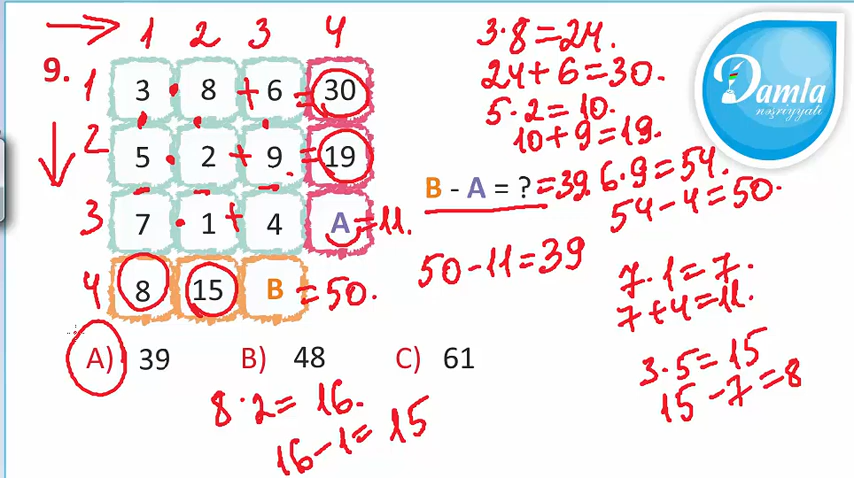 1 2 3 4
3·8=24.
9. 1 3 · 8 + 6 = 30
24+6=30.
Damla
nəşriyyatı
5·2=10.
10+9=19.
2 5 · 2 + 9 = 19
6·9=54.
B - A = ? =39
54-4=50.
3 7 · 1 + 4 A =11.
50-11=39
7·1=7.
7+4=11.
4 8 15 B =50.
A) 39 B) 48 C) 61
3·5=15
15-7=8
8·2=16.
16-1=15